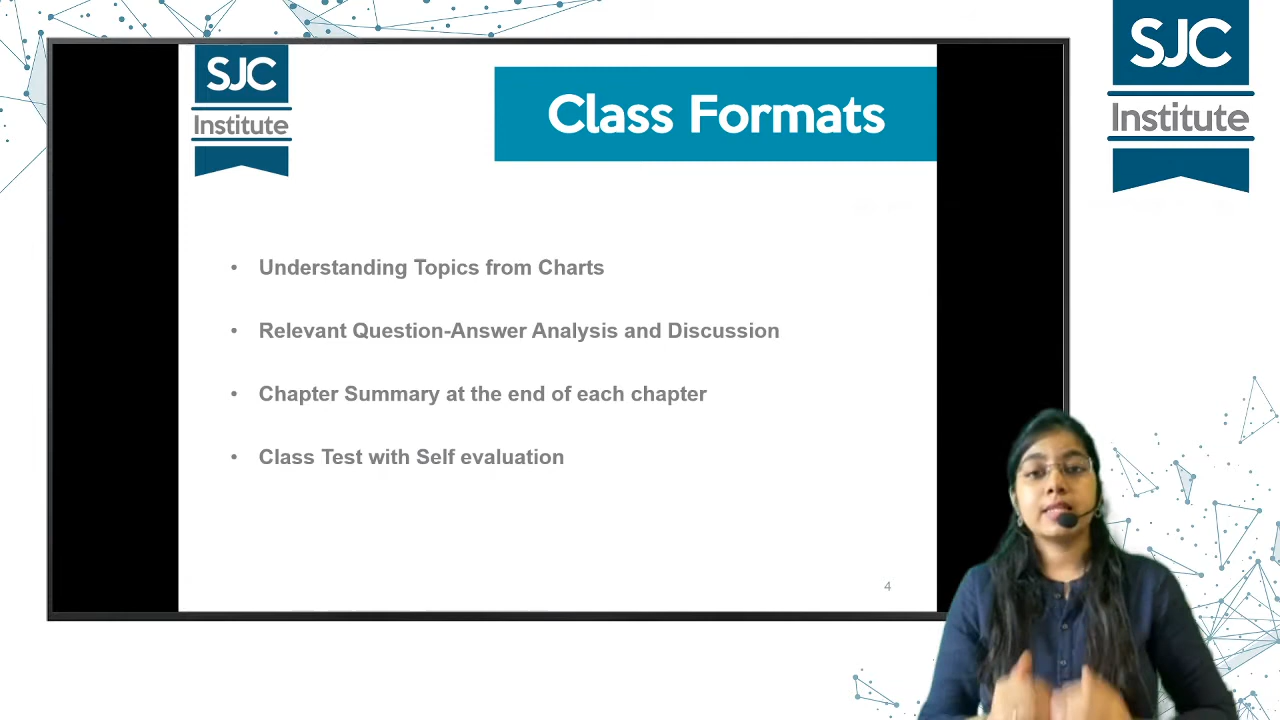 SJC
Institute
Class Formats
• Understanding Topics from Charts
• Relevant Question-Answer Analysis and Discussion
• Chapter Summary at the end of each chapter
• Class Test with Self evaluation
4
SJC
Institute